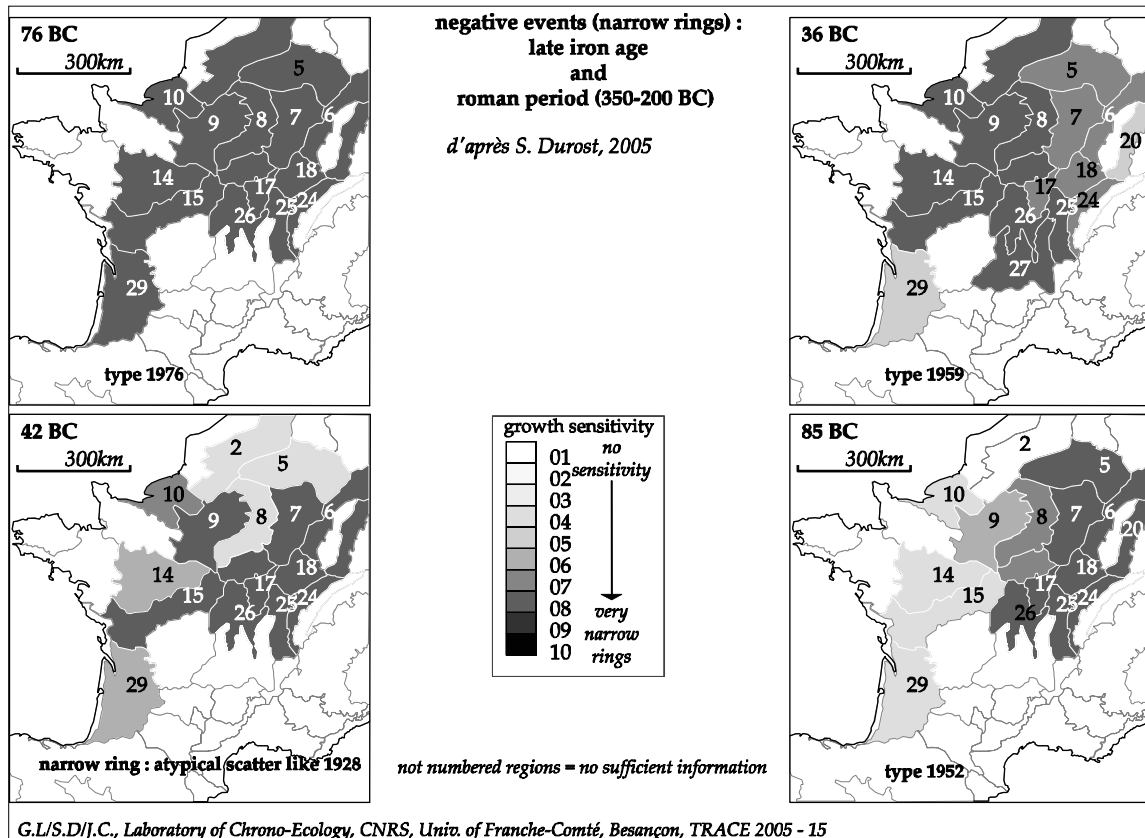 76 BC
300km
5
10
9
8
7
6
14
15
17
18
26
25
24
29
type 1976
negative events (narrow rings) :
late iron age
and
roman period (350-200 BC)
d'après S. Durost, 2005
36 BC
300km
5
10
9
8
7
6
20
14
15
17
18
26
25
24
27
29
type 1959
42 BC
300km
2
5
10
9
8
7
6
14
15
17
18
26
25
24
29
narrow ring : atypical scatter like 1928
growth sensitivity
01
02
03
04
05
06
07
08
09
10
no
sensitivity
very
narrow
rings
not numbered regions = no sufficient information
85 BC
300km
2
5
10
9
8
7
6
20
14
15
17
18
26
25
24
29
type 1952
G.L/S.D/J.C., Laboratory of Chrono-Ecology, CNRS, Univ. of Franche-Comté, Besançon, TRACE 2005 - 15